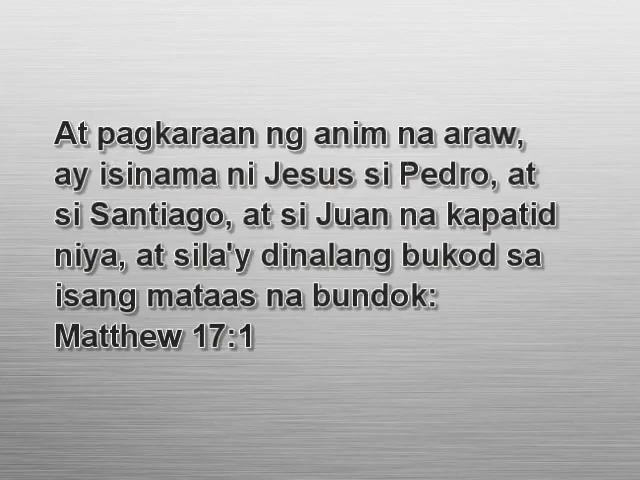 At pagkaraan ng anim na araw,
ay isinama ni Jesus si Pedro, at
si Santiago, at si Juan na kapatid
niya, at sila'y dinalang bukod sa
isang mataas na bundok:
Matthew 17:1